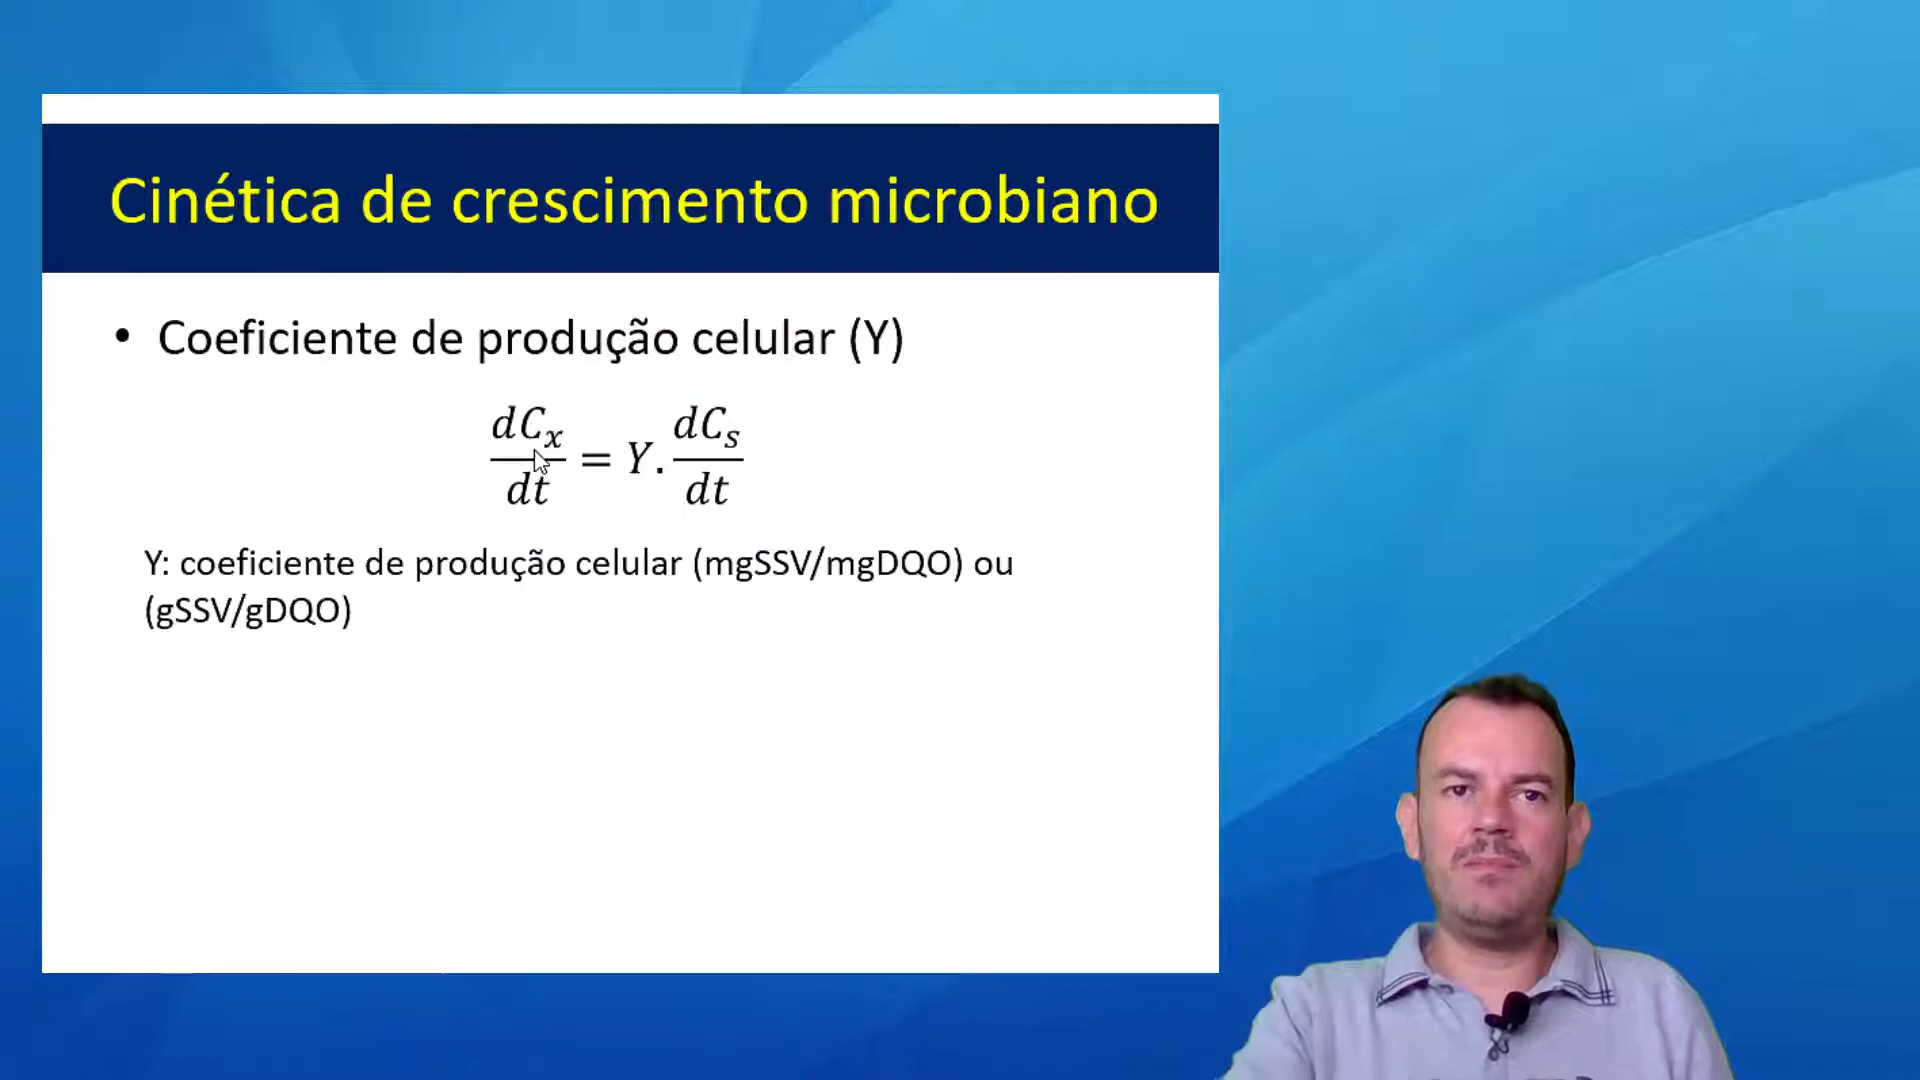 Cinética de crescimento microbiano
• Coeficiente de produção celular (Y)
dCₓ/dt = Y. dCₛ/dt
Y: coeficiente de produção celular (mgSSV/mgDQO) ou
(gSSV/gDQO)